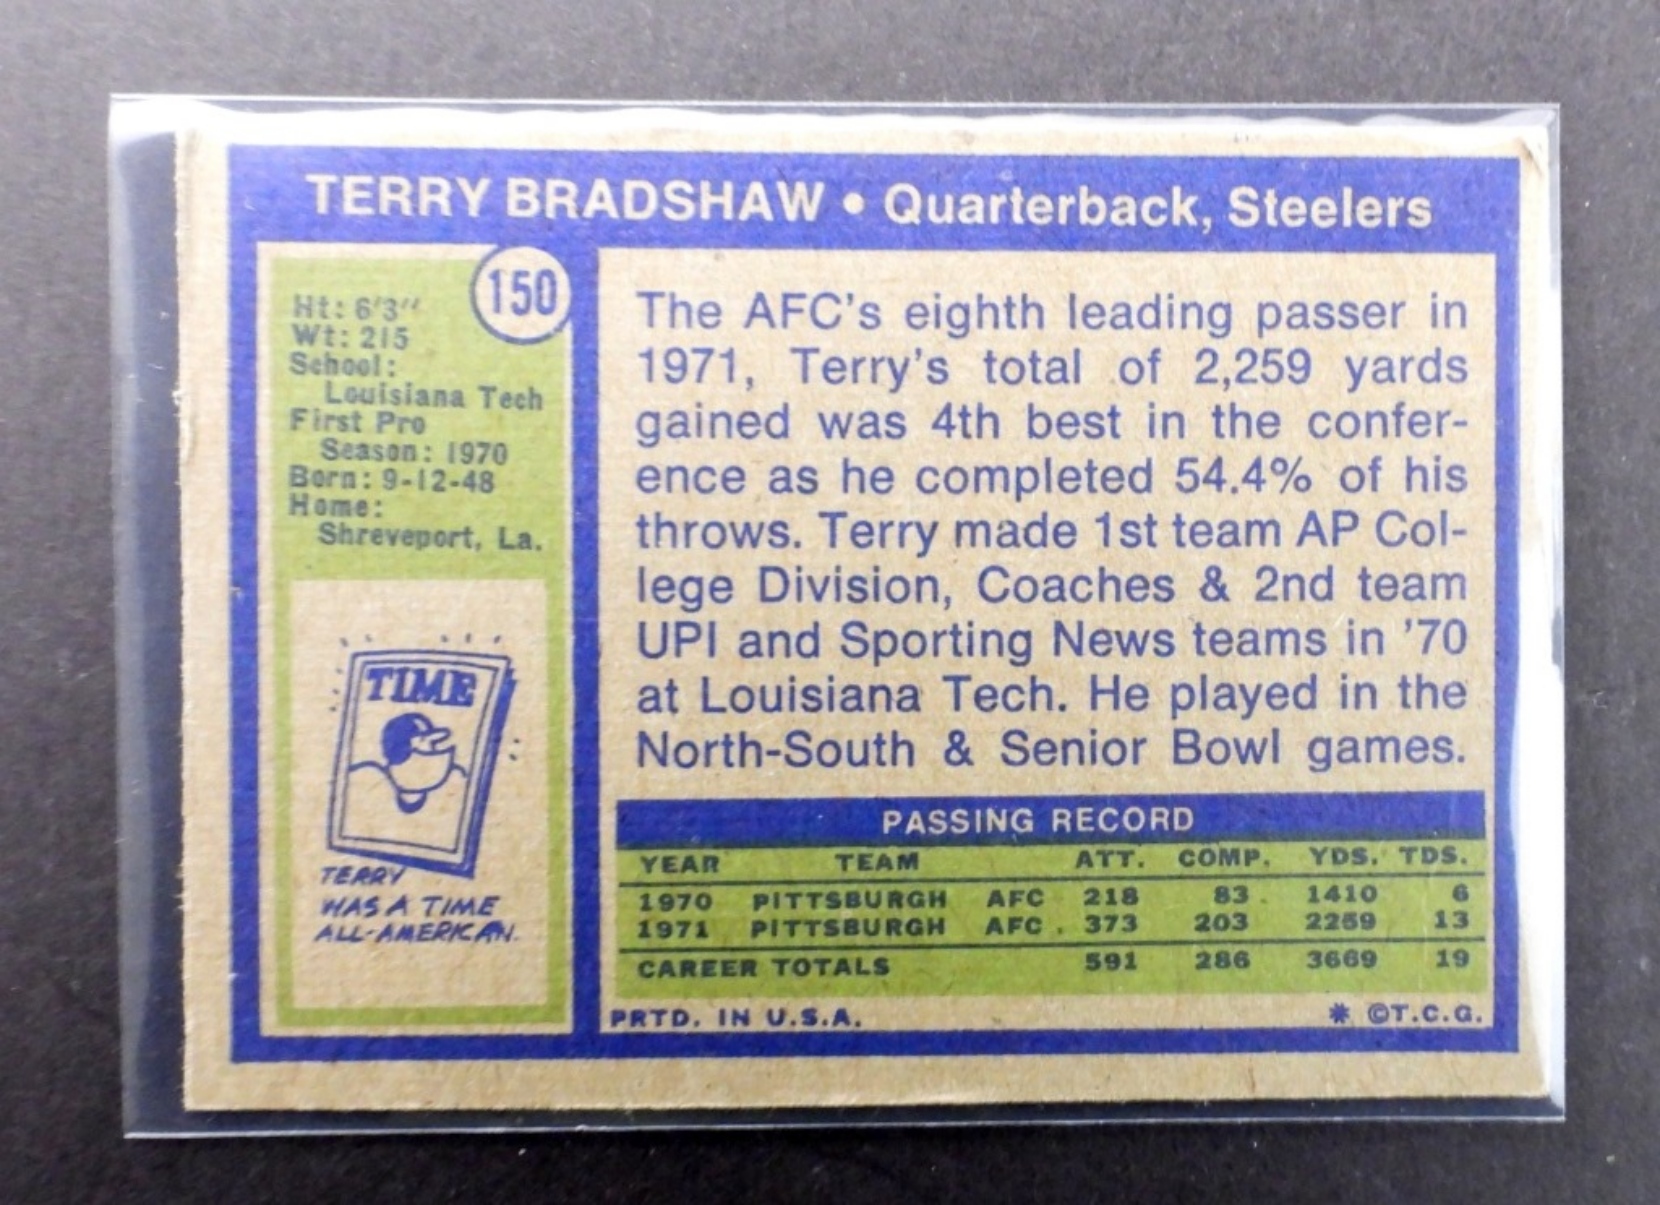 TERRY BRADSHAW • Quarterback, Steelers
150
Ht: 6'3"
Wt: 215
School:
Louisiana Tech
First Pro
Season: 1970
Born: 9-12-48
Home:
Shreveport, La.
TIME
TERRY
WAS A TIME
ALL-AMERICAN.
The AFC's eighth leading passer in
1971, Terry's total of 2,259 yards
gained was 4th best in the confer-
ence as he completed 54.4% of his
throws. Terry made 1st team AP Col-
lege Division, Coaches & 2nd team
UPI and Sporting News teams in '70
at Louisiana Tech. He played in the
North-South & Senior Bowl games.
PASSING RECORD
YEAR TEAM ATT. COMP. YDS. TDS.
1970 PITTSBURGH AFC 218 83 1410 6
1971 PITTSBURGH AFC 373 203 2259 13
CAREER TOTALS 591 286 3669 19
PRTD. IN U.S.A. * ©T.C.G.